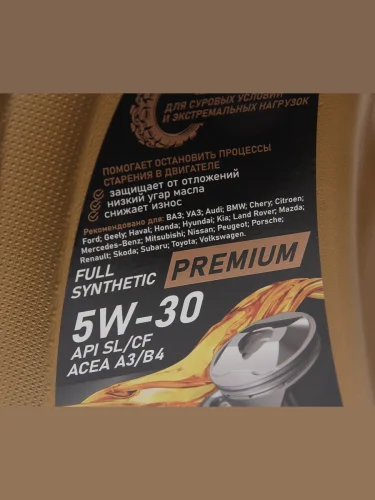 ДЛЯ СУРОВЫХ УСЛОВИЙ
И ЭКСТРЕМАЛЬНЫХ НАГРУЗОК
ПОМОГАЕТ ОСТАНОВИТЬ ПРОЦЕССЫ
СТАРЕНИЯ В ДВИГАТЕЛЕ
защищает от отложений
низкий угар масла
снижает износ
Рекомендовано для: ВАЗ; УАЗ; Audi; BMW; Chery; Citroen;
Ford; Geely; Haval; Honda; Hyundai; Kia; Land Rover; Mazda;
Mercedes-Benz; Mitsubishi; Nissan; Peugeot; Porsche;
Renault; Skoda; Subaru; Toyota; Volkswagen.
FULL
SYNTHETIC
PREMIUM
5W-30
API SL/CF
ACEA A3/B4